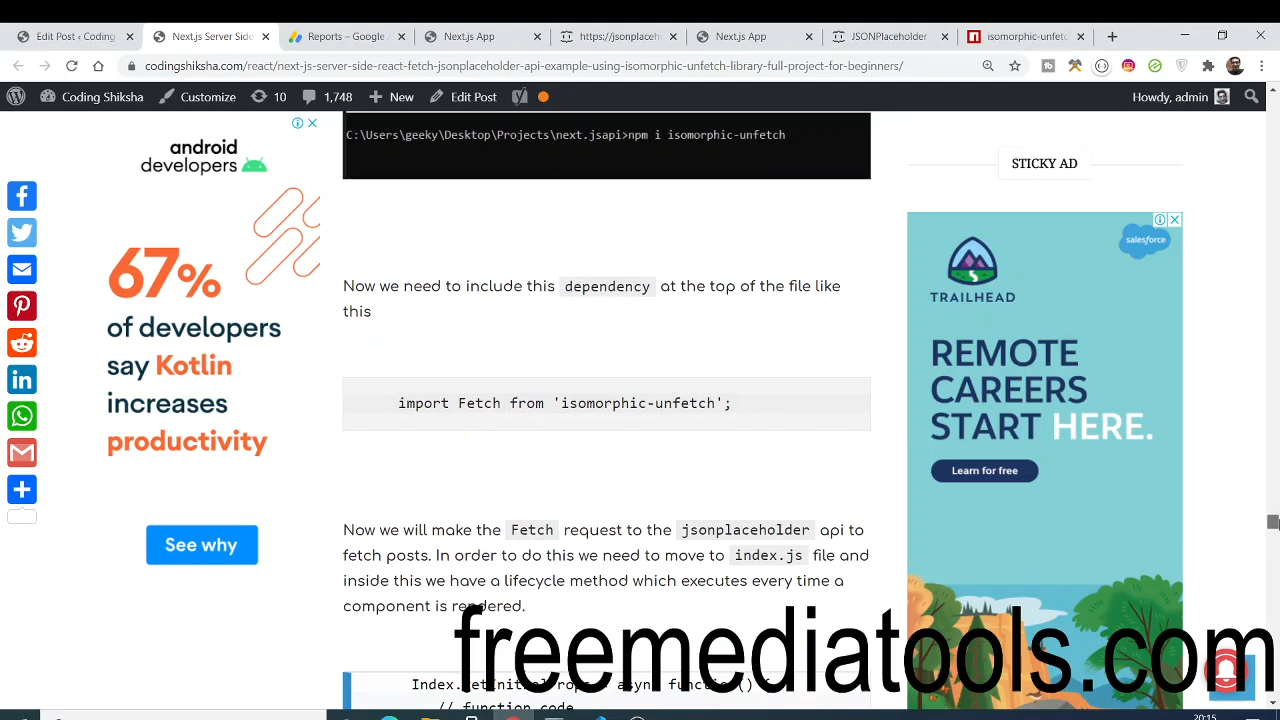 Edit Post ‹ Coding
Next.js Server Side
Reports – Google
Next.js App
https://jsonplaceh
Next.js App
JSONPlaceholder
isomorphic-unfetc
codingshiksha.com/react/next-js-server-side-react-fetch-jsonplaceholder-api-example-using-isomorphic-unfetch-library-full-project-for-beginners/
Coding Shiksha
Customize
10
1,748
New
Edit Post
Howdy, admin
C:\Users\geeky\Desktop\Projects\next.jsapi>npm i isomorphic-unfetch
android
developers
67%
of developers
say Kotlin
increases
productivity
See why
Now we need to include this dependency at the top of the file like
this
import Fetch from 'isomorphic-unfetch';
Now we will make the Fetch request to the jsonplaceholder api to
fetch posts. In order to do this we need to move to index.js file and
inside this we have a lifecycle method which executes every time a
component is rendered.
// function code
STICKY AD
salesforce
TRAILHEAD
REMOTE
CAREERS
START HERE.
Learn for free
freemediatools.com
20:15